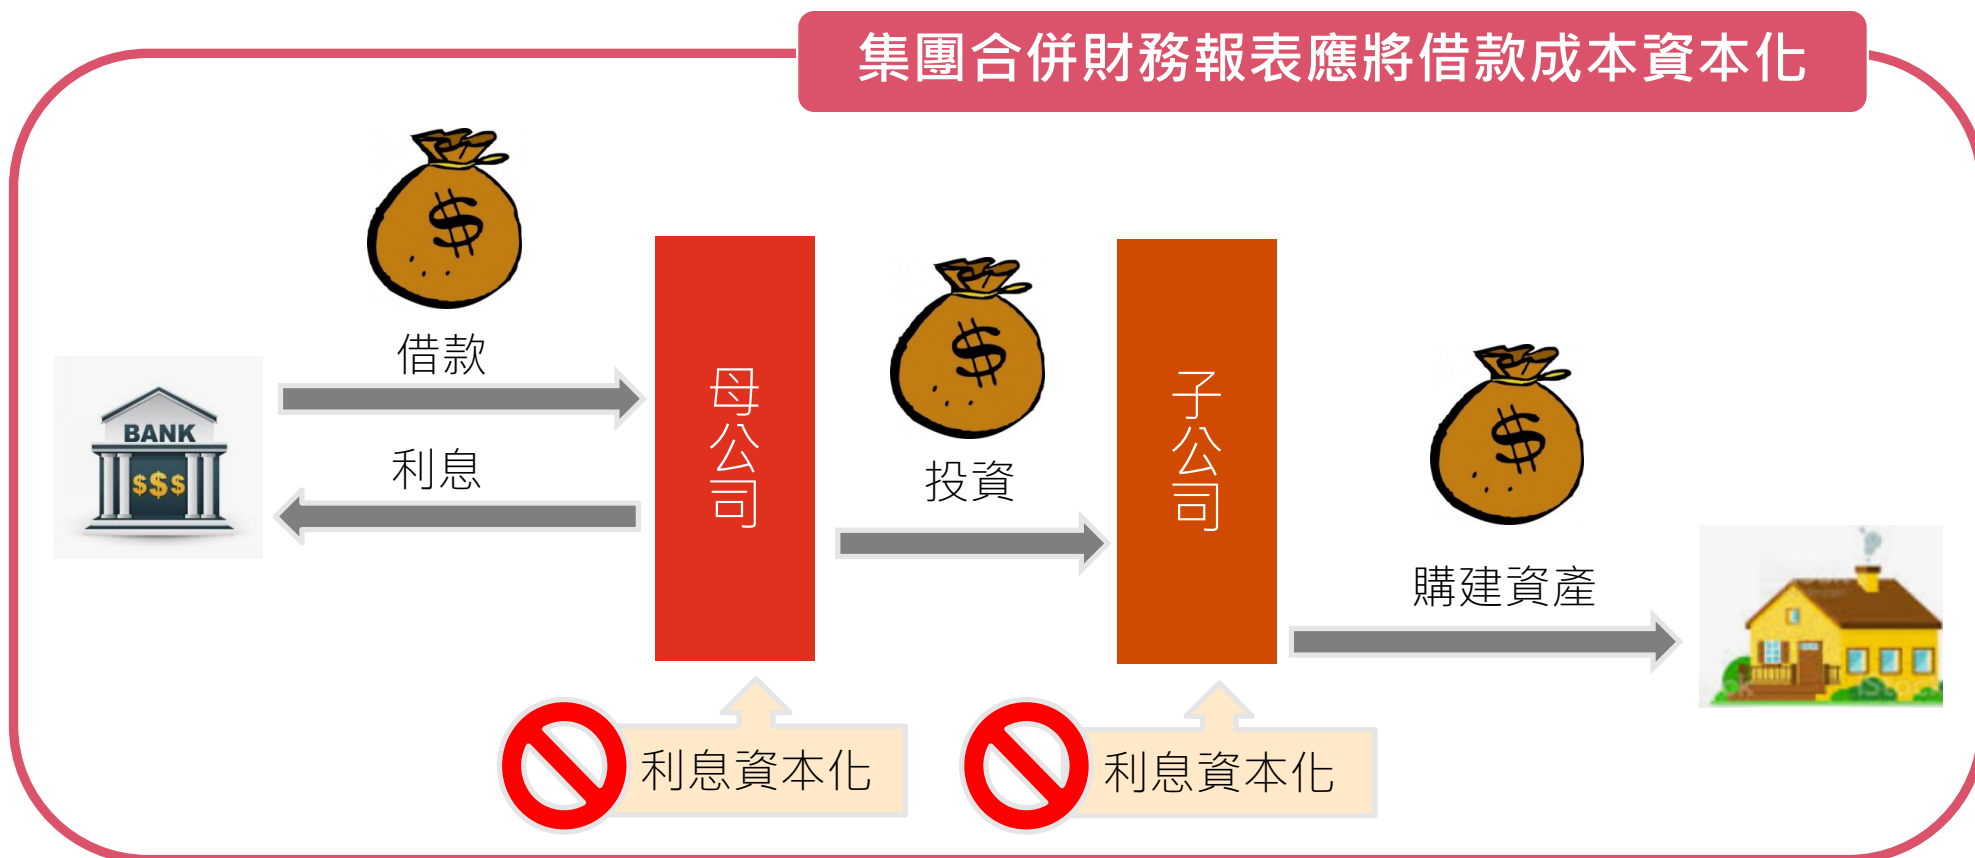 集團合併財務報表應將借款成本資本化
借款
BANK
$$$
利息
母公司
投資
子公司
購建資產
利息資本化
利息資本化
iStock